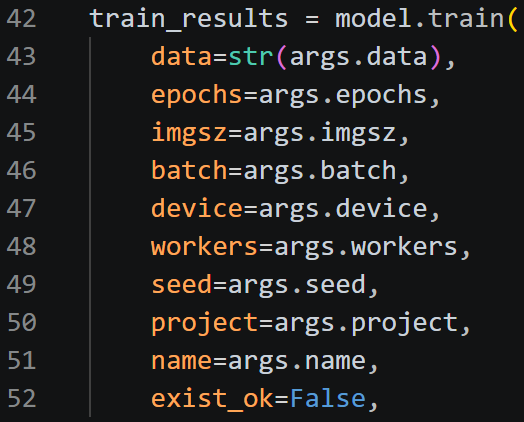 42 train_results = model.train(
43 data=str(args.data),
44 epochs=args.epochs,
45 imgsz=args.imgsz,
46 batch=args.batch,
47 device=args.device,
48 workers=args.workers,
49 seed=args.seed,
50 project=args.project,
51 name=args.name,
52 exist_ok=False,